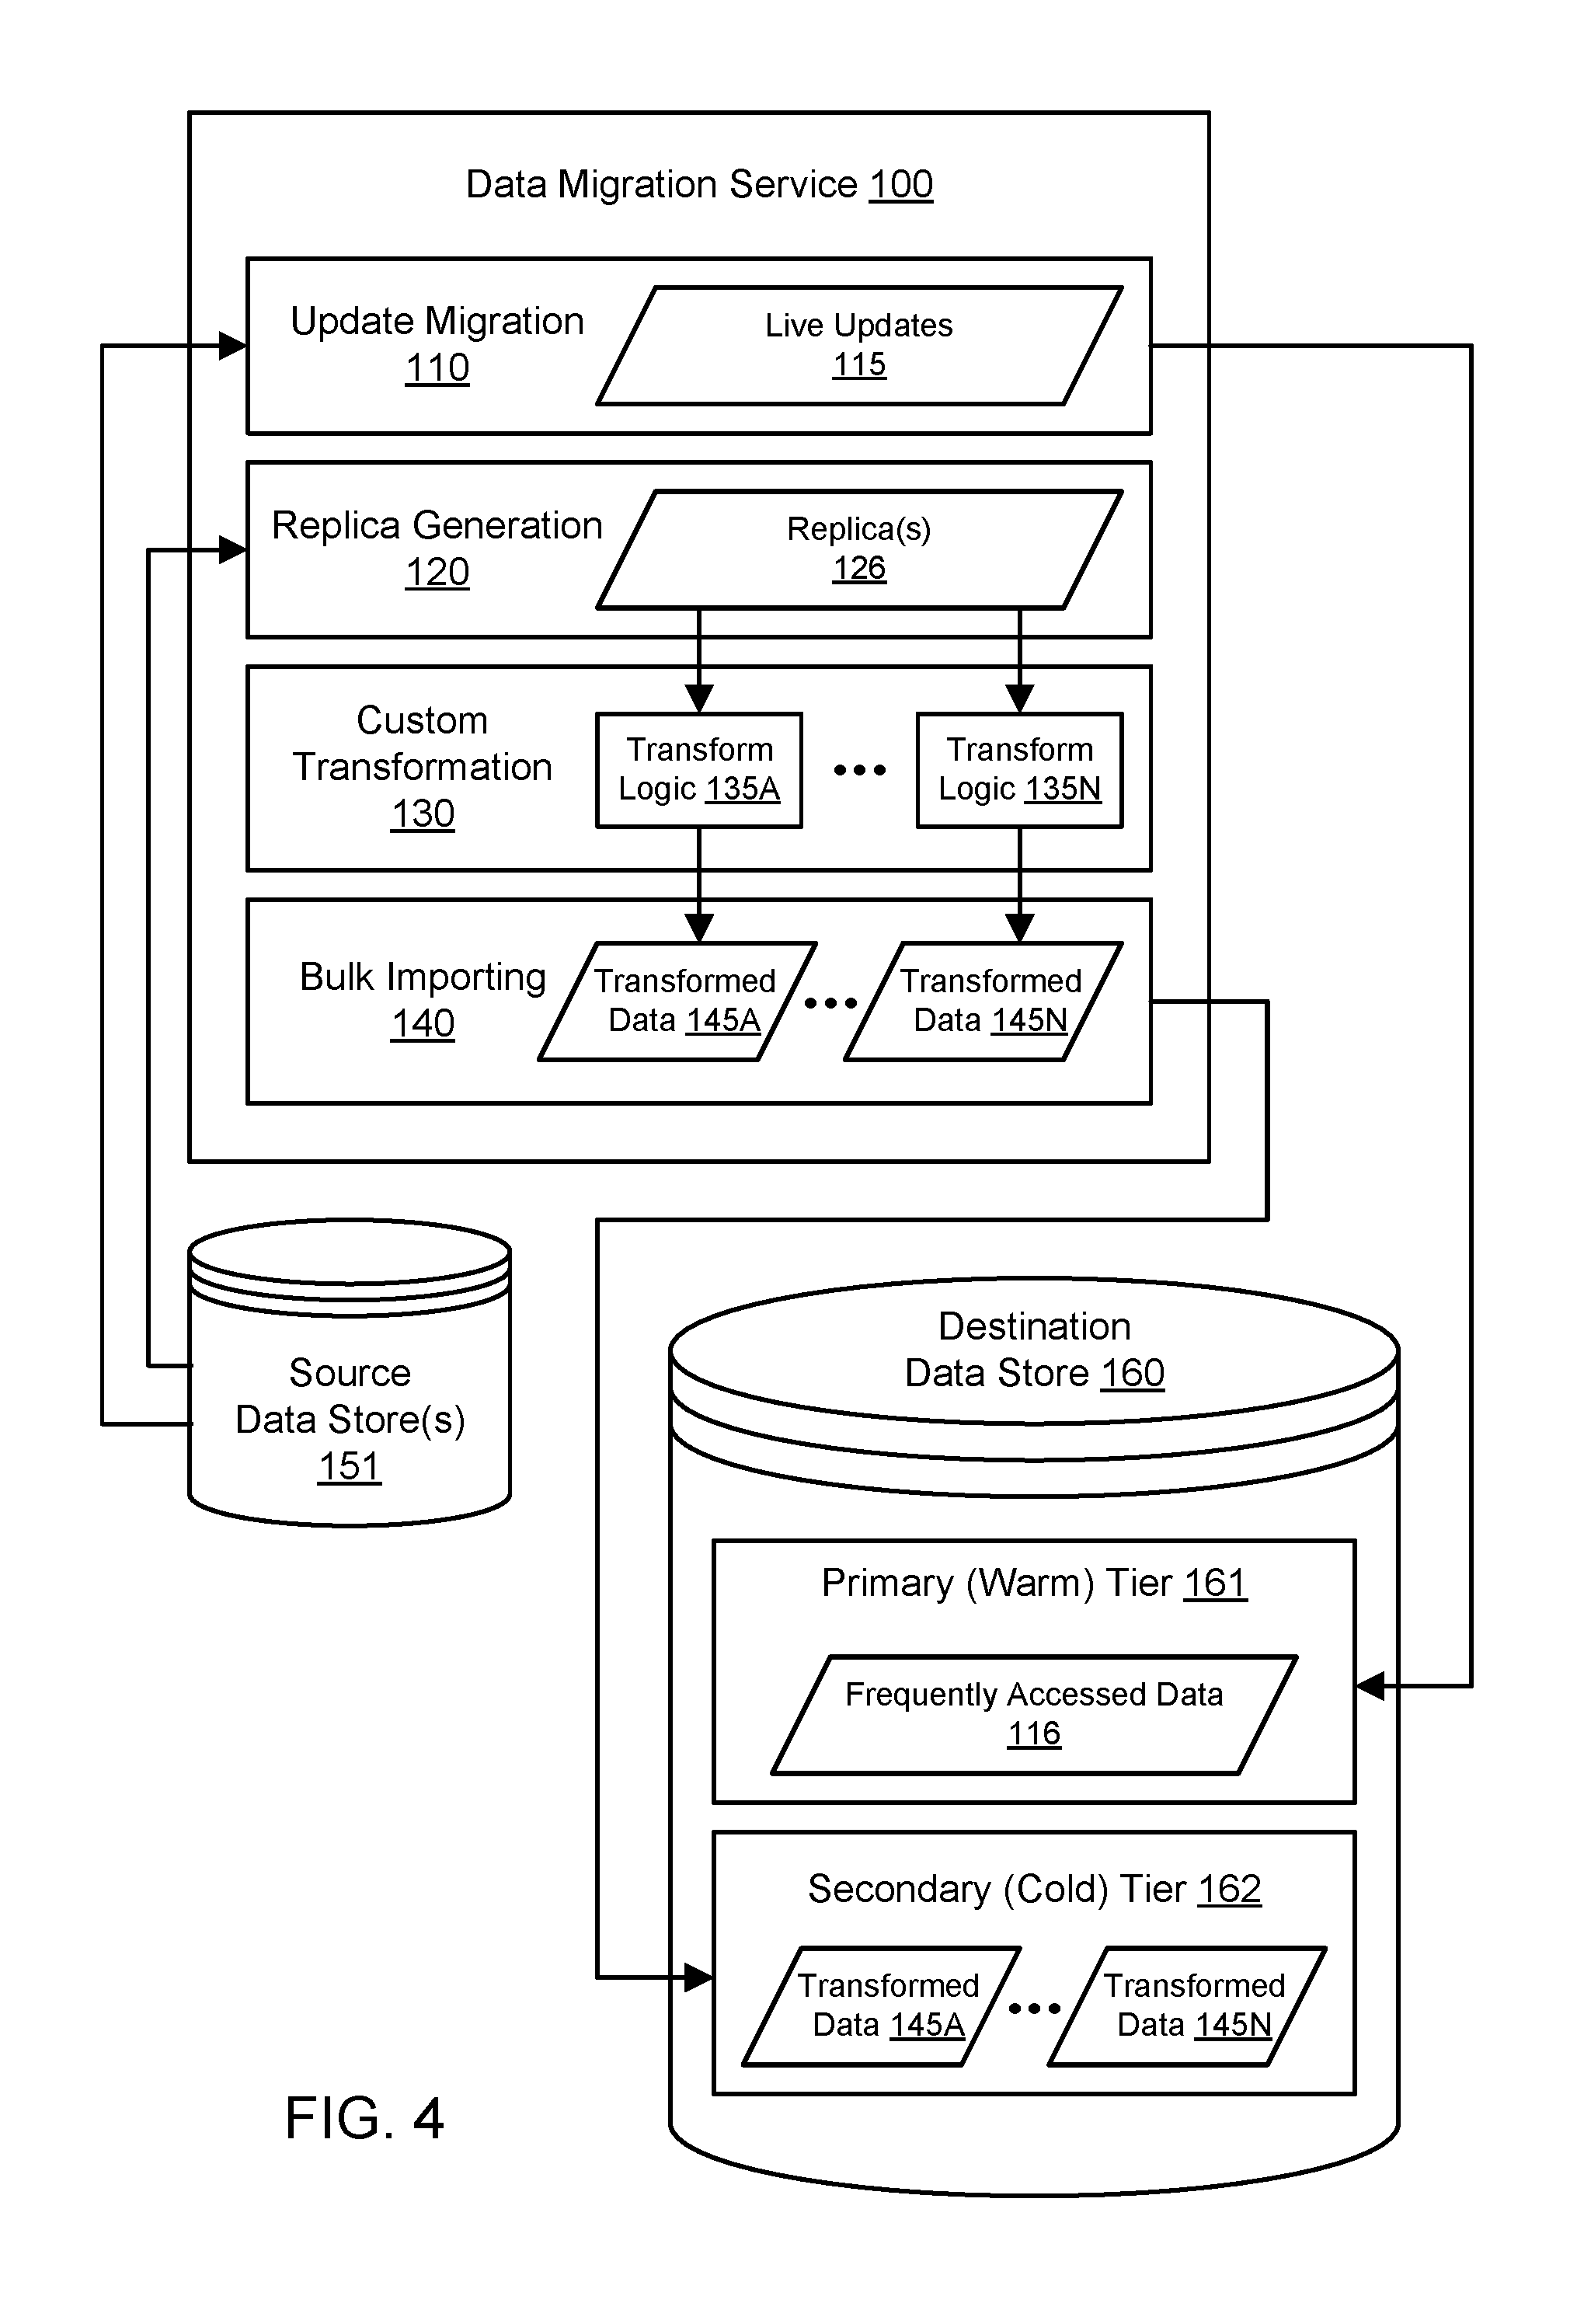 Data Migration Service 100
Update Migration
110
Live Updates
115
Replica Generation
120
Replica(s)
126
Custom
Transformation
130
Transform
Logic 135A
•••
Transform
Logic 135N
Bulk Importing
140
Transformed
Data 145A
•••
Transformed
Data 145N
Source
Data Store(s)
151
Destination
Data Store 160
Primary (Warm) Tier 161
Frequently Accessed Data
116
Secondary (Cold) Tier 162
Transformed
Data 145A
•••
Transformed
Data 145N
FIG. 4